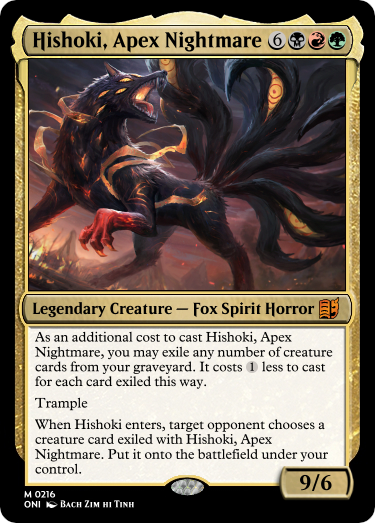 Hishoki, Apex Nightmare 6
Legendary Creature — Fox Spirit Horror
As an additional cost to cast Hishoki, Apex
Nightmare, you may exile any number of creature
cards from your graveyard. It costs 1 less to cast
for each card exiled this way.
Trample
When Hishoki enters, target opponent chooses a
creature card exiled with Hishoki, Apex
Nightmare. Put it onto the battlefield under your
control.
9/6
M 0216
ONI Bach Zim hi Tinh